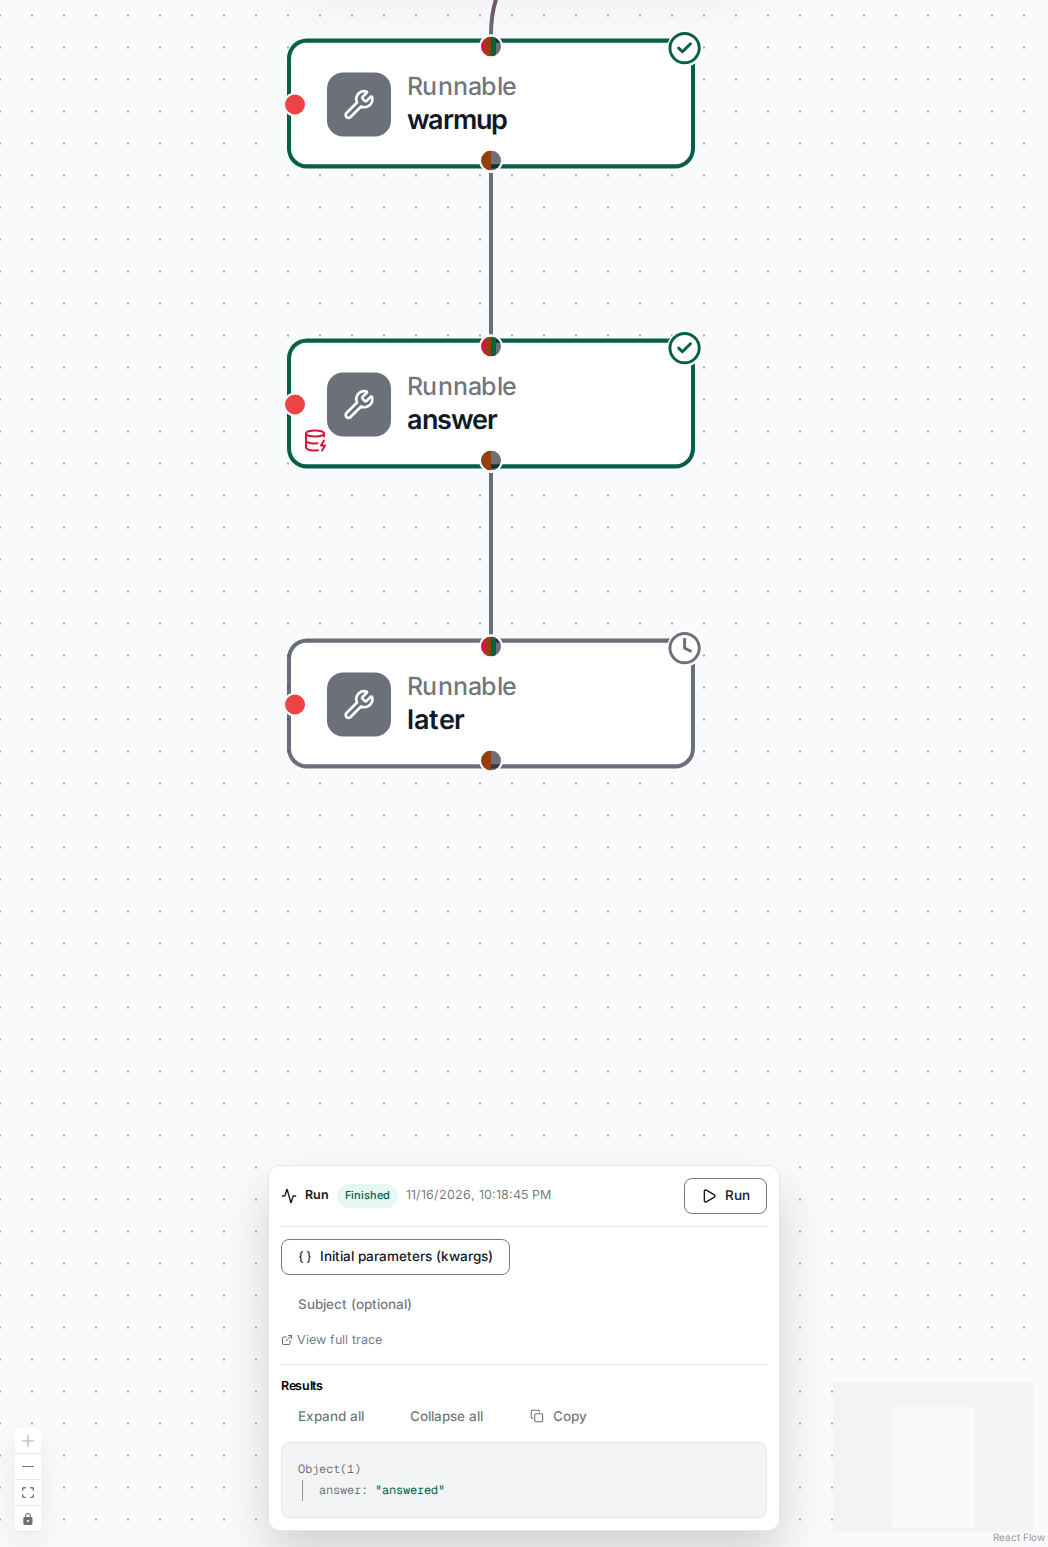 Runnable
warmup
Runnable
answer
Runnable
later
Run Finished 11/16/2026, 10:18:45 PM Run
{ } Initial parameters (kwargs)
Subject (optional)
View full trace
Results
Expand all Collapse all Copy
Object(1)
answer: "answered"
React Flow